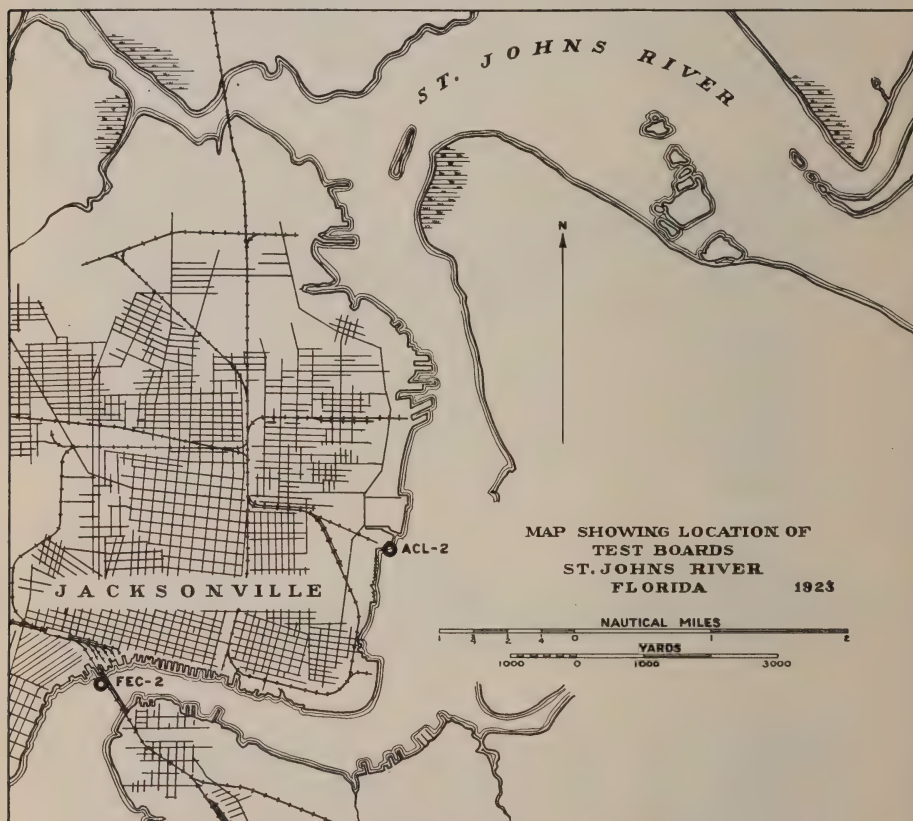 ST. JOHNS RIVER
N
ACL-2
MAP SHOWING LOCATION OF
TEST BOARDS
ST. JOHNS RIVER
FLORIDA 1923
JACKSONVILLE
NAUTICAL MILES
1 0 1 2
YARDS
1000 0 1000 3000
FEC-2